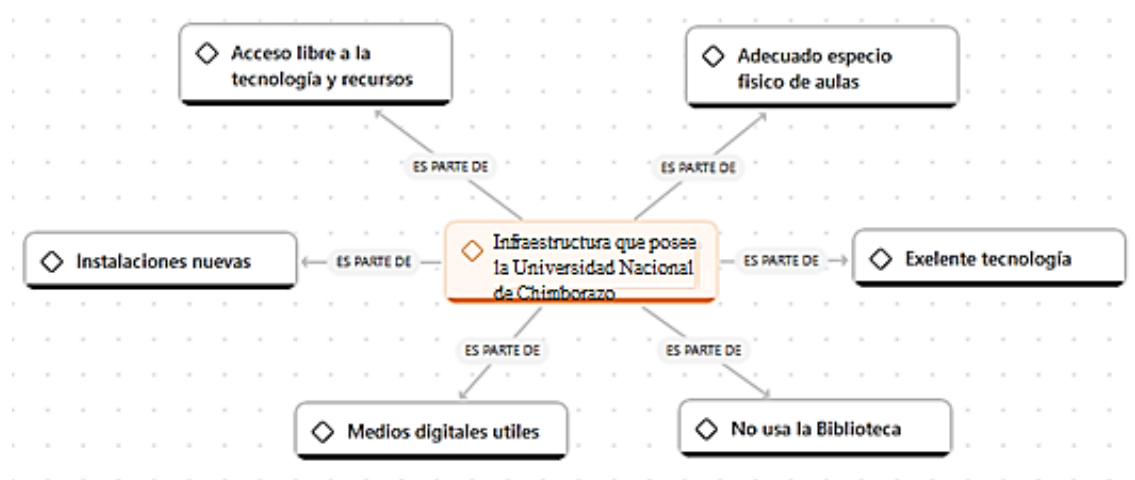 Acceso libre a la
tecnología y recursos
Adecuado especio
fisico de aulas
ES PARTE DE
ES PARTE DE
Instalaciones nuevas
ES PARTE DE
Infraestructura que posee
la Universidad Nacional
de Chimborazo
ES PARTE DE
Exelente tecnología
ES PARTE DE
ES PARTE DE
Medios digitales utiles
No usa la Biblioteca